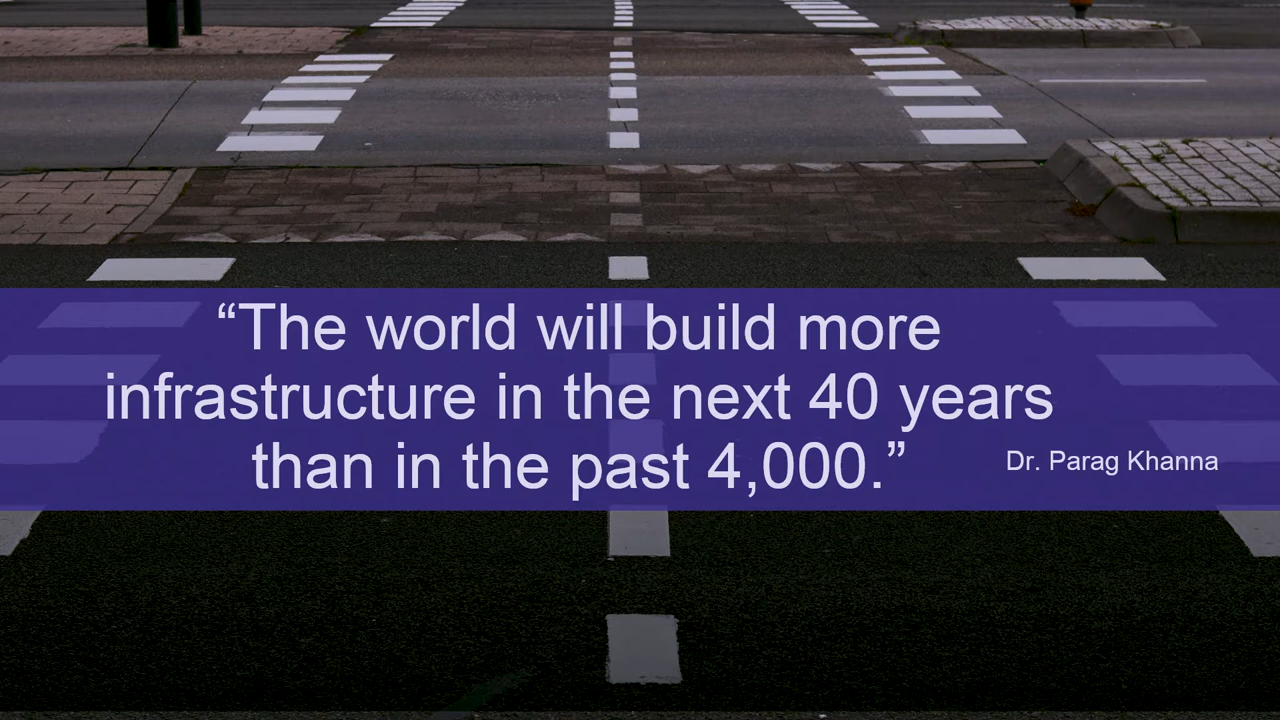 “The world will build more
infrastructure in the next 40 years
than in the past 4,000.”
Dr. Parag Khanna